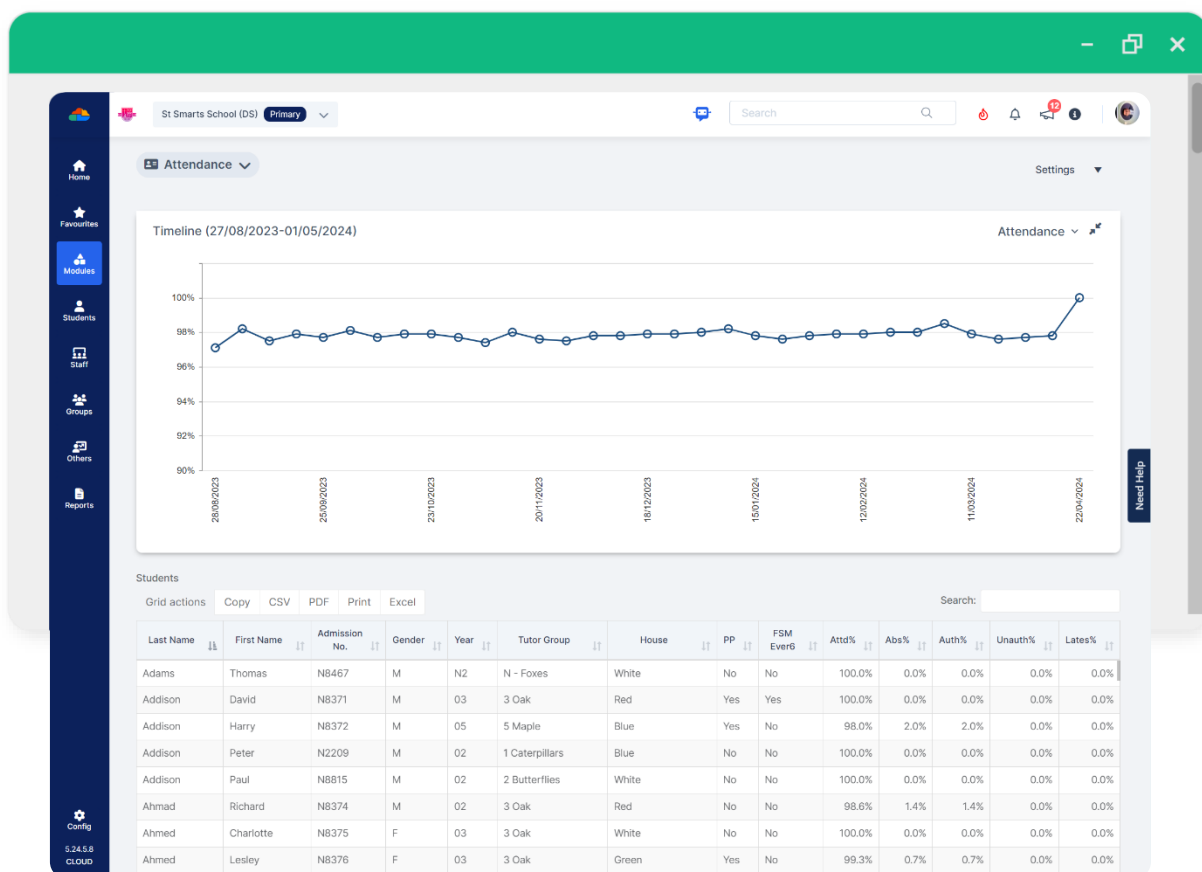 St Smarts School (DS) Primary
Search
12
Attendance
Settings
Home
Favourites
Modules
Students
Staff
Groups
Others
Reports
Config
5.24.5.8
CLOUD
Timeline (27/08/2023-01/05/2024)
Attendance
100%
98%
96%
94%
92%
90%
28/08/2023
25/09/2023
23/10/2023
20/11/2023
18/12/2023
15/01/2024
12/02/2024
11/03/2024
22/04/2024
Need Help
Students
Grid actions Copy CSV PDF Print Excel
Search:
Last Name First Name Admission No. Gender Year Tutor Group House PP FSM Ever6 Attd% Abs% Auth% Unauth% Lates%
Adams Thomas N8467 M N2 N - Foxes White No No 100.0% 0.0% 0.0% 0.0% 0.0%
Addison David N8371 M 03 3 Oak Red Yes Yes 100.0% 0.0% 0.0% 0.0% 0.0%
Addison Harry N8372 M 05 5 Maple Blue Yes No 98.0% 2.0% 2.0% 0.0% 0.0%
Addison Peter N2209 M 02 1 Caterpillars Blue No No 100.0% 0.0% 0.0% 0.0% 0.0%
Addison Paul N8815 M 02 2 Butterflies White No No 100.0% 0.0% 0.0% 0.0% 0.0%
Ahmad Richard N8374 M 02 3 Oak Red No No 98.6% 1.4% 1.4% 0.0% 0.0%
Ahmed Charlotte N8375 F 03 3 Oak White No No 100.0% 0.0% 0.0% 0.0% 0.0%
Ahmed Lesley N8376 F 03 3 Oak Green Yes No 99.3% 0.7% 0.7% 0.0% 0.0%